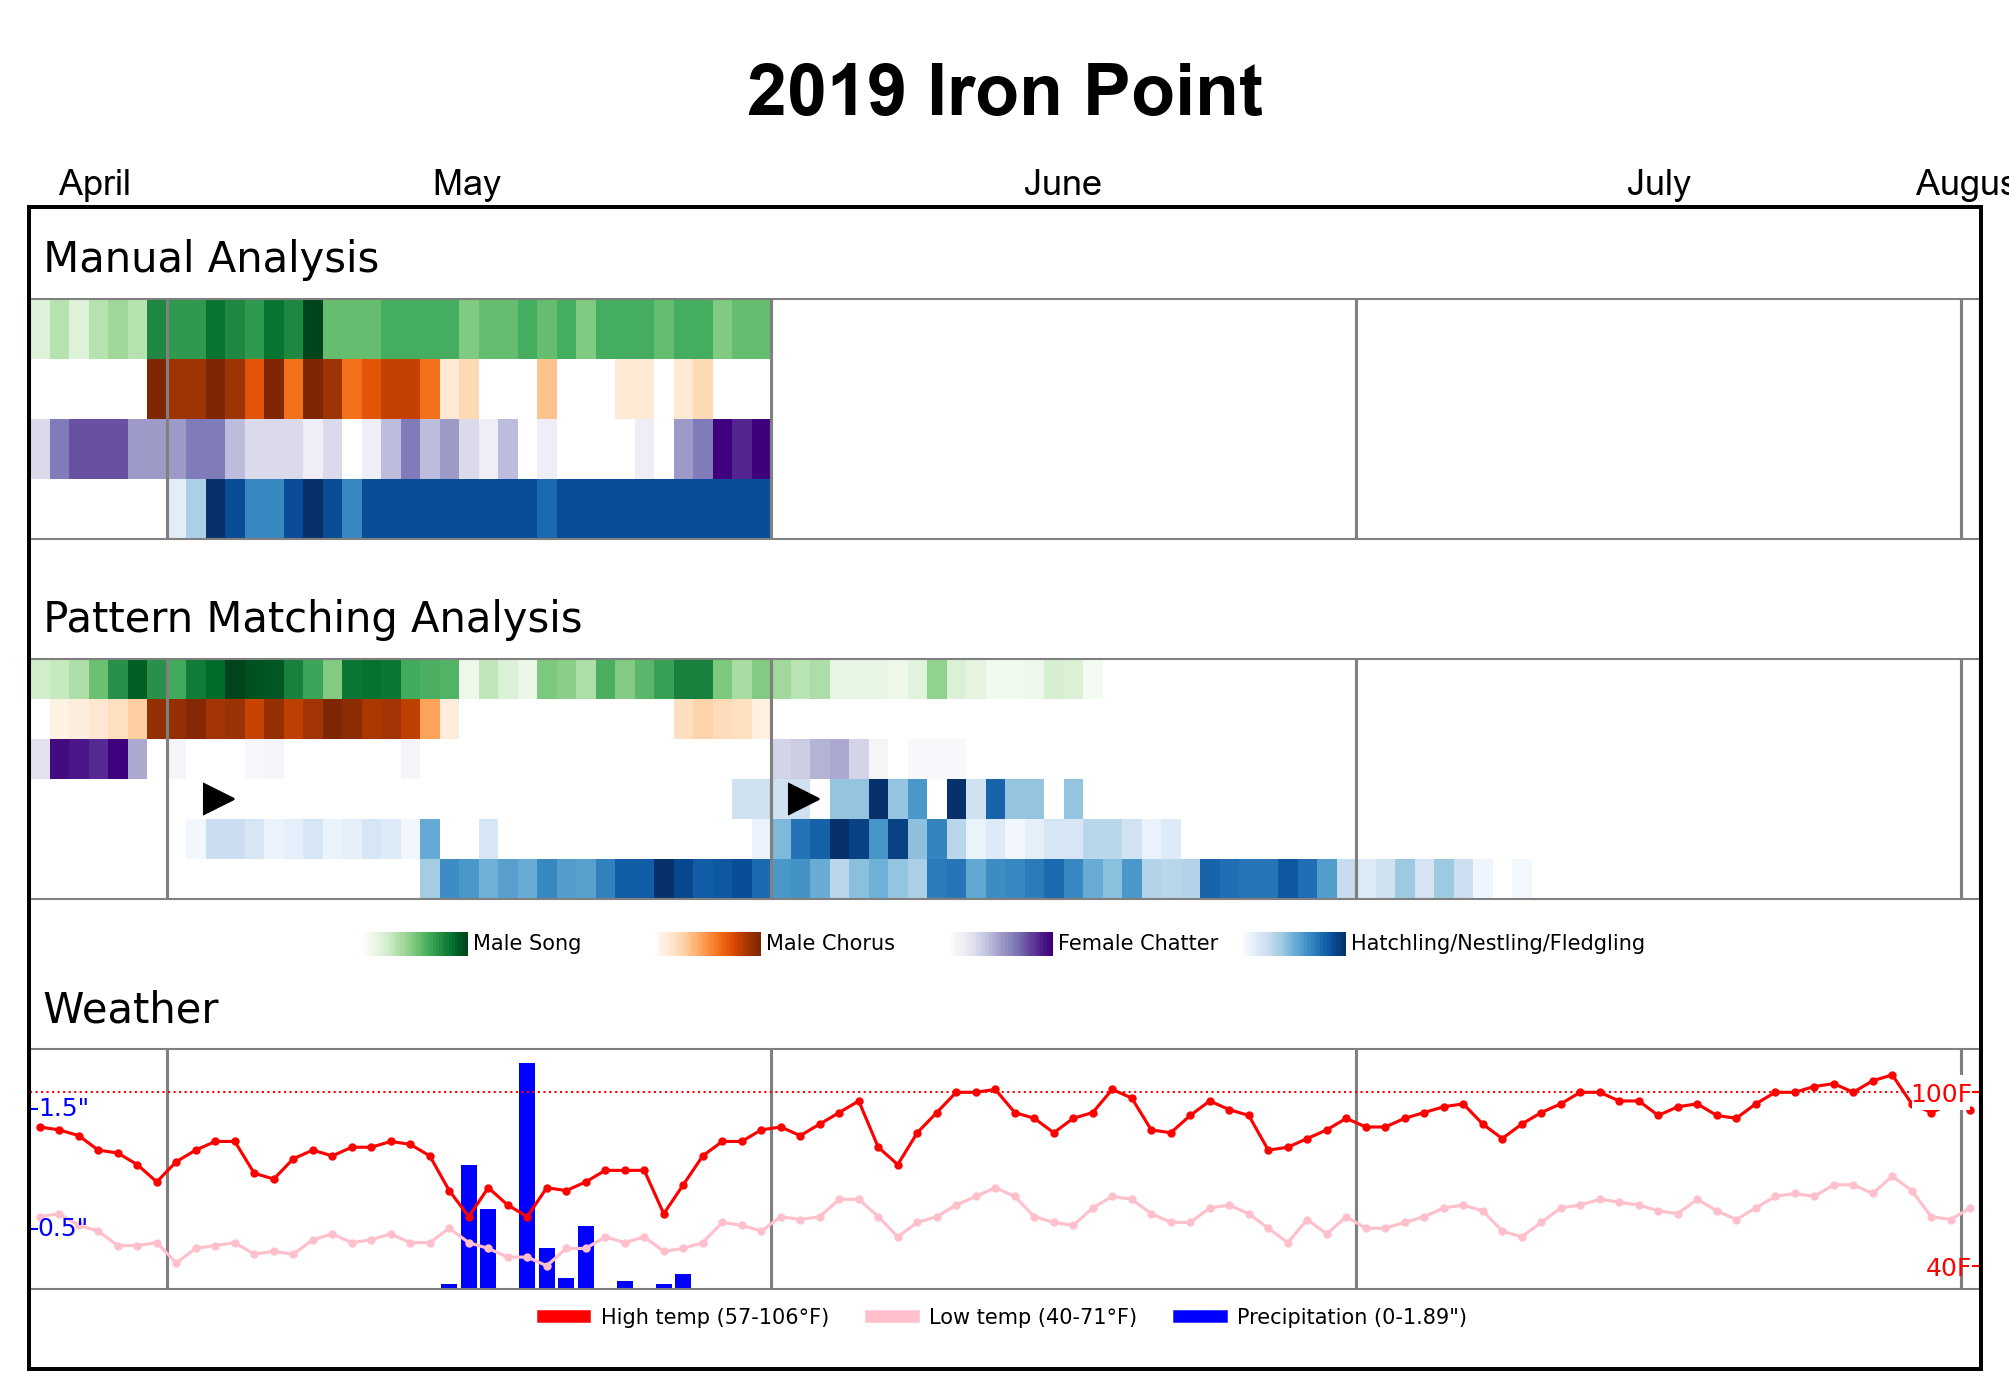 2019 Iron Point
April May June July Augus
Manual Analysis
Pattern Matching Analysis
Male Song Male Chorus Female Chatter Hatchling/Nestling/Fledgling
Weather
1.5" 100F
0.5"
40F
High temp (57-106°F) Low temp (40-71°F) Precipitation (0-1.89")